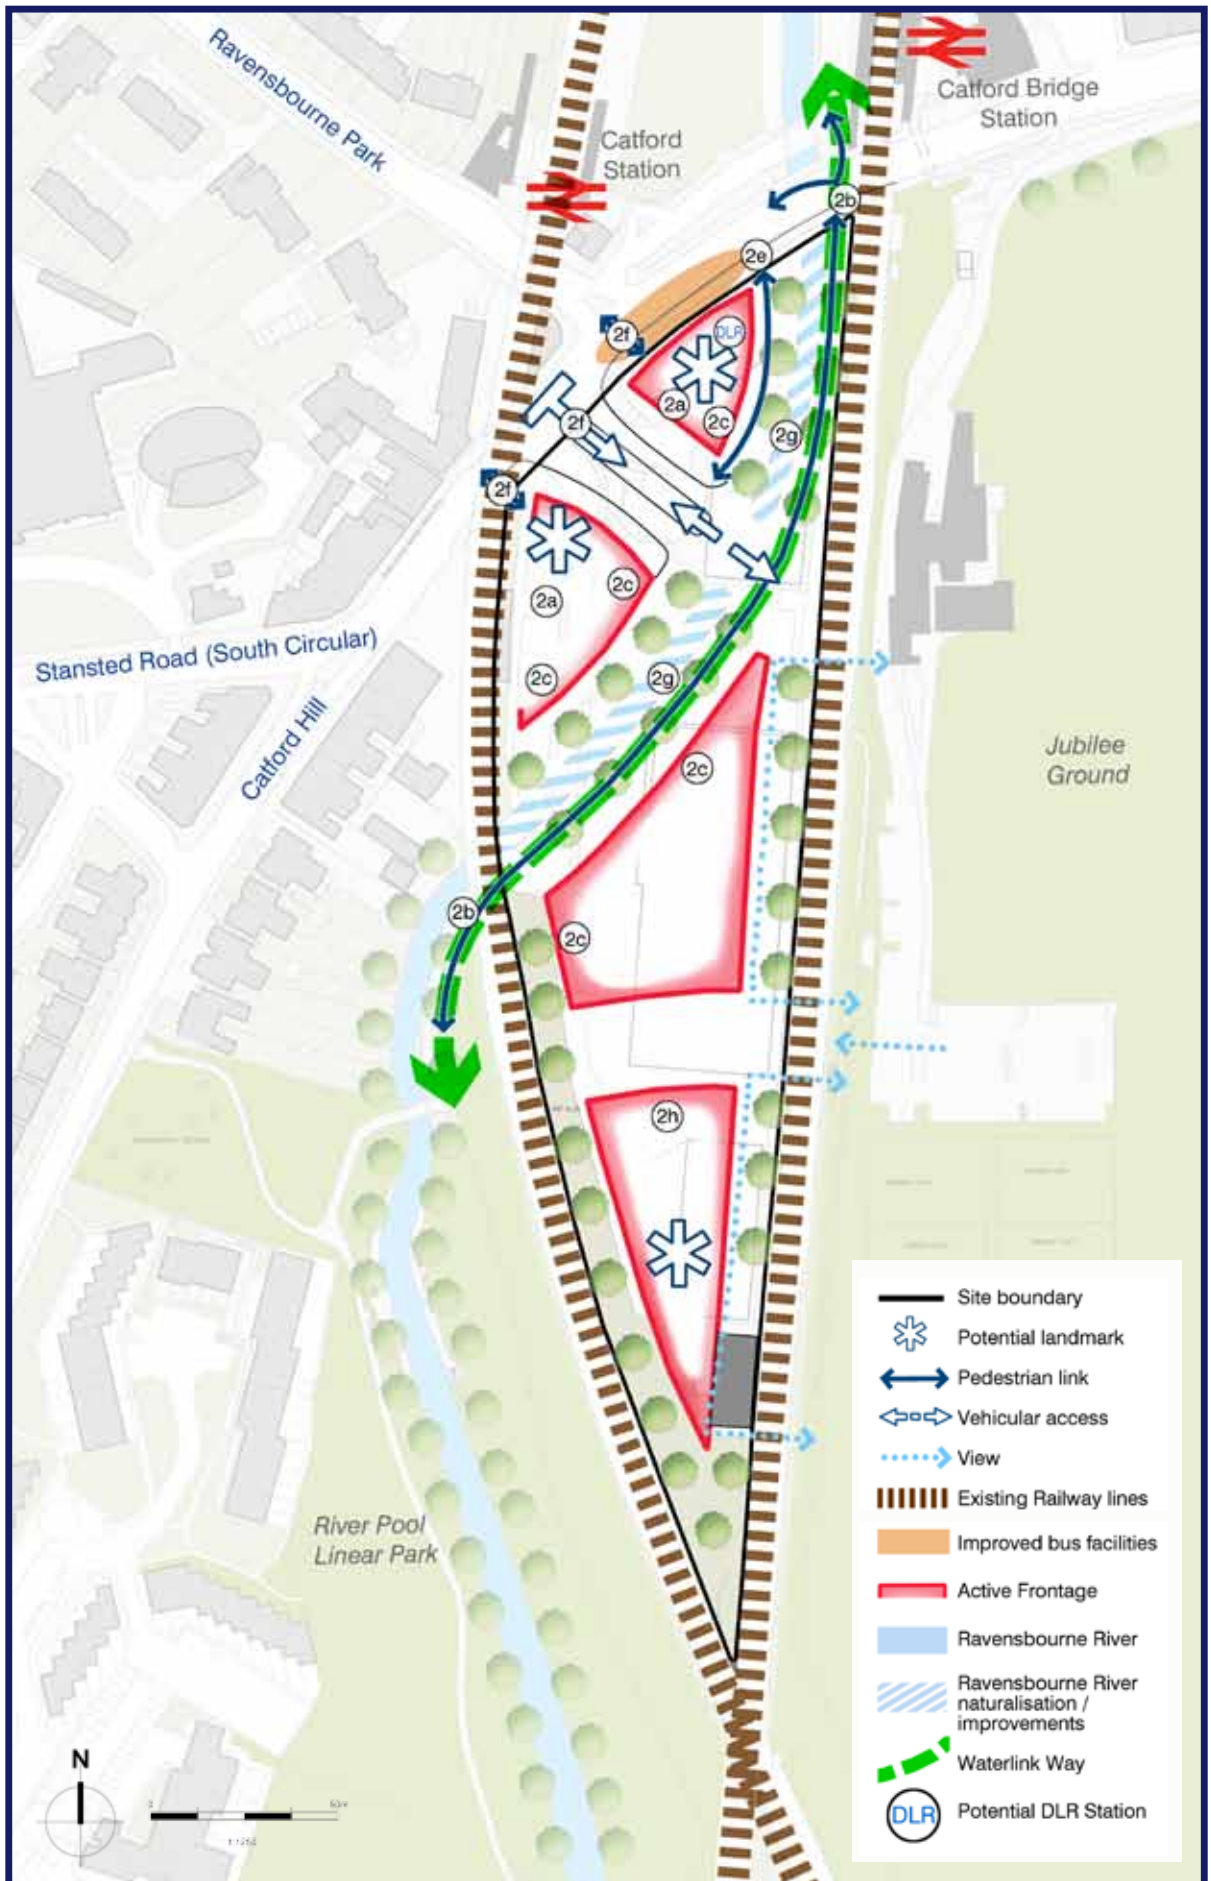 Ravensbourne Park
Catford Bridge
Station
Catford
Station
2b
2e
2f
DLR
2a
2c
2f
2g
2f
2c
2a
2c
2g
Stansted Road (South Circular)
Catford Hill
Jubilee
Ground
2c
2b
2c
2h
River Pool
Linear Park
N
Site boundary
Potential landmark
Pedestrian link
Vehicular access
View
Existing Railway lines
Improved bus facilities
Active Frontage
Ravensbourne River
Ravensbourne River
naturalisation /
improvements
Waterlink Way
DLR
Potential DLR Station